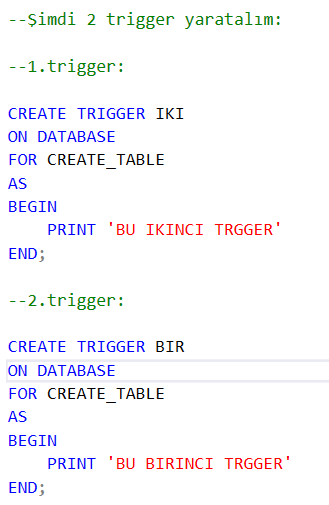 --Şimdi 2 trigger yaratalım:
--1.trigger:
CREATE TRIGGER IKI
ON DATABASE
FOR CREATE_TABLE
AS
BEGIN
PRINT 'BU IKINCI TRGGER'
END;
--2.trigger:
CREATE TRIGGER BIR
ON DATABASE
FOR CREATE_TABLE
AS
BEGIN
PRINT 'BU BIRINCI TRGGER'
END;